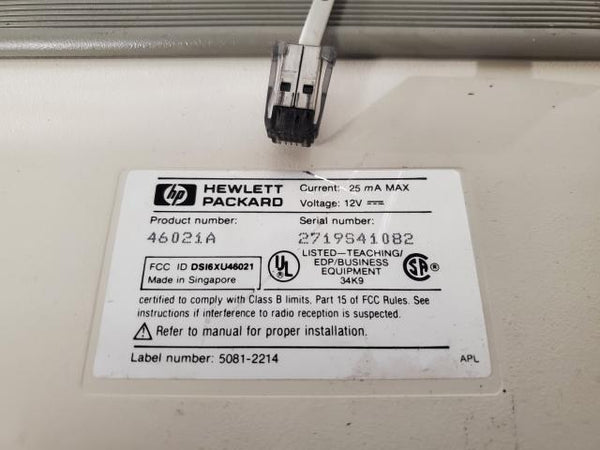 hp HEWLETT PACKARD
Current: 25 mA MAX
Voltage: 12V
Product number:
46021A
Serial number:
2719S41082
FCC ID DSI6XU46021
Made in Singapore
UL
LISTED–TEACHING/
EDP/BUSINESS
EQUIPMENT
34K9
SA
certified to comply with Class B limits, Part 15 of FCC Rules. See
instructions if interference to radio reception is suspected.
Refer to manual for proper installation.
Label number: 5081-2214
APL